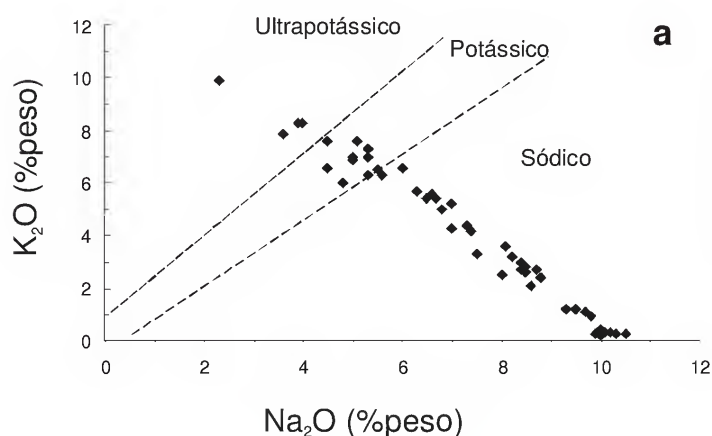 a
Ultrapotássico
Potássico
Sódico
K₂O (%peso)
12
10
8
6
4
2
0
0 2 4 6 8 10 12
Na₂O (%peso)